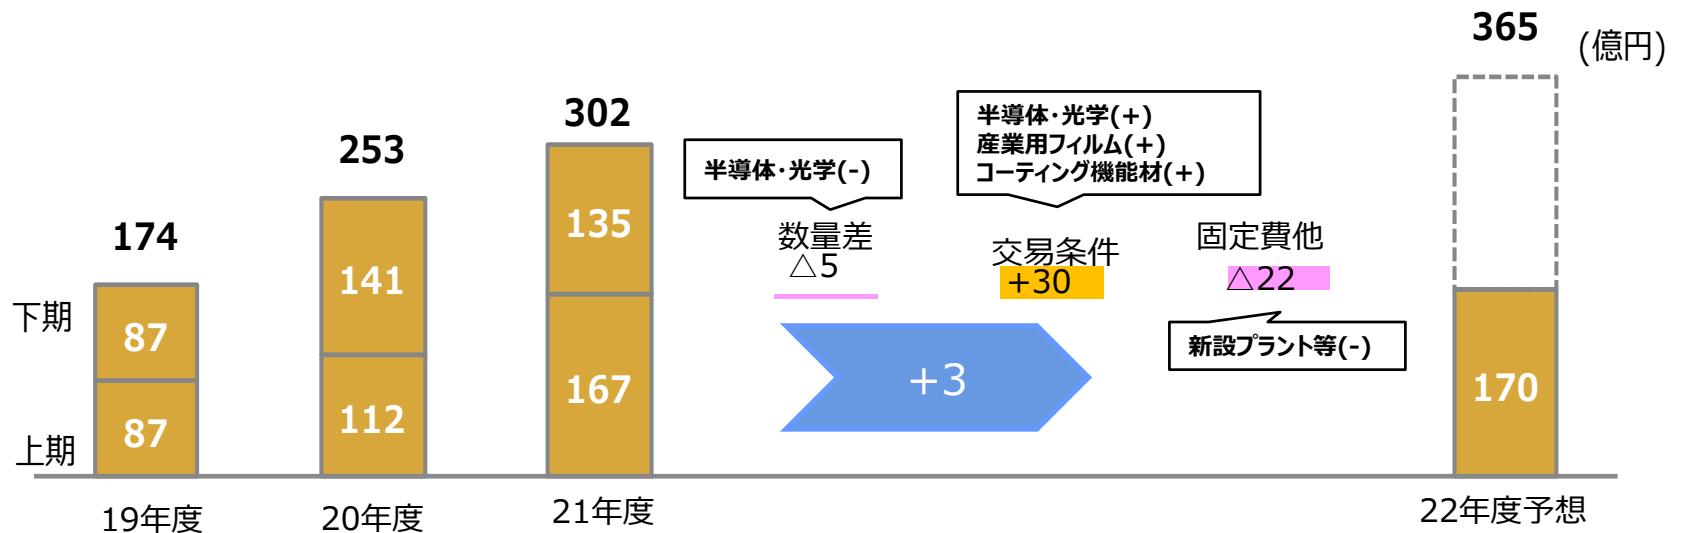 365
(億円)
302
253
174
半導体・光学(-)
半導体・光学(+)
産業用フィルム(+)
コーティング機能材(+)
数量差
△5
交易条件
+30
固定費他
△22
新設プラント等(-)
下期
87
141
135
上期
87
112
167
+3
170
19年度
20年度
21年度
22年度予想